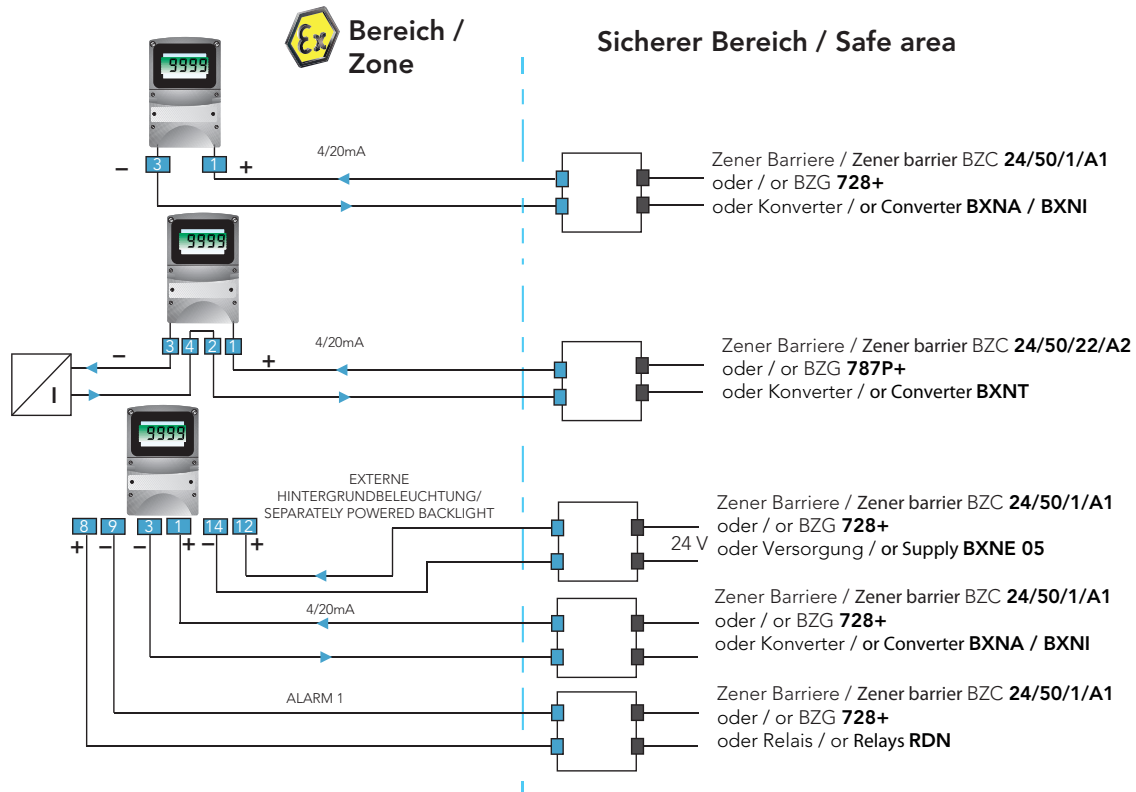 Ex
Bereich /
Zone
Sicherer Bereich / Safe area
9999
3
1
–
+
4/20mA
Zener Barriere / Zener barrier BZC 24/50/1/A1
oder / or BZG 728+
oder Konverter / or Converter BXNA / BXNI
9999
3 4 2 1
–
+
4/20mA
I
Zener Barriere / Zener barrier BZC 24/50/22/A2
oder / or BZG 787P+
oder Konverter / or Converter BXNT
9999
8 9 3 1 14 12
+ – – + – +
EXTERNE
HINTERGRUNDBELEUCHTUNG/
SEPARATELY POWERED BACKLIGHT
24 V
Zener Barriere / Zener barrier BZC 24/50/1/A1
oder / or BZG 728+
oder Versorgung / or Supply BXNE 05
4/20mA
Zener Barriere / Zener barrier BZC 24/50/1/A1
oder / or BZG 728+
oder Konverter / or Converter BXNA / BXNI
ALARM 1
Zener Barriere / Zener barrier BZC 24/50/1/A1
oder / or BZG 728+
oder Relais / or Relays RDN